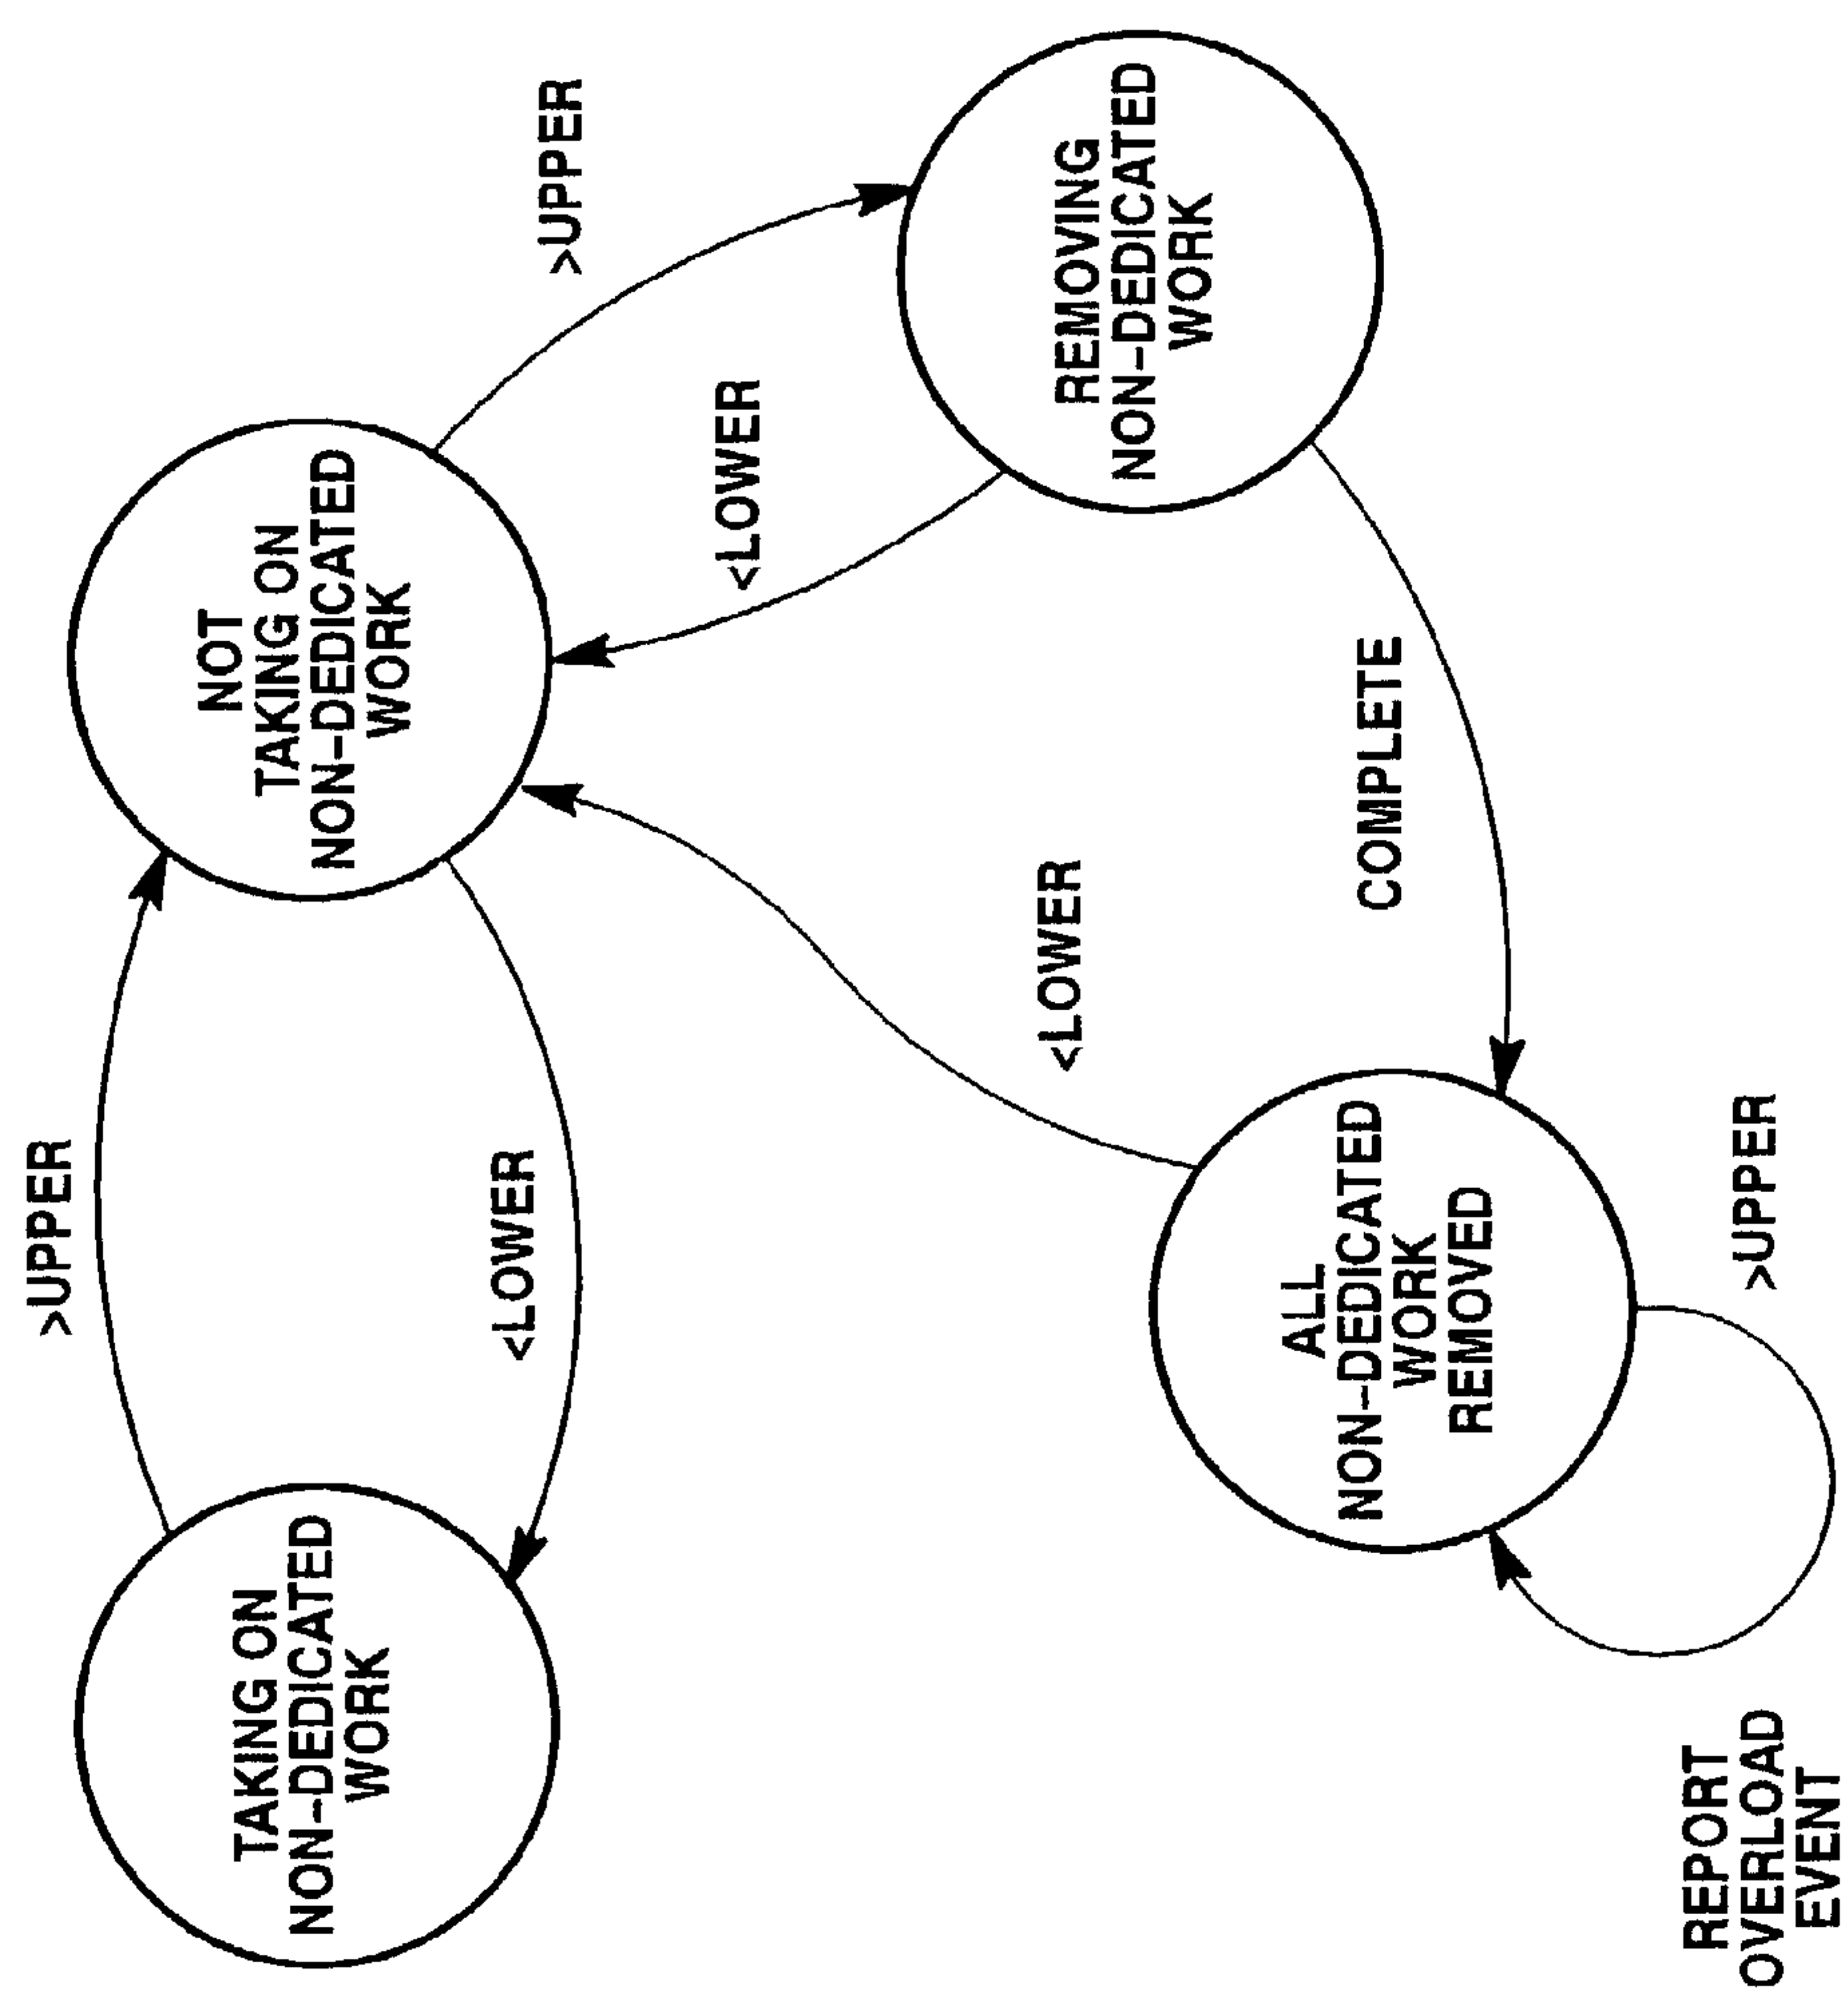 >UPPER
TAKING ON
NON-DEDICATED
WORK
NOT
TAKING ON
NON-DEDICATED
WORK
<LOWER
>UPPER
<LOWER
<LOWER
REMOVING
NON-DEDICATED
WORK
COMPLETE
ALL
NON-DEDICATED
WORK
REMOVED
>UPPER
REPORT
OVERLOAD
EVENT